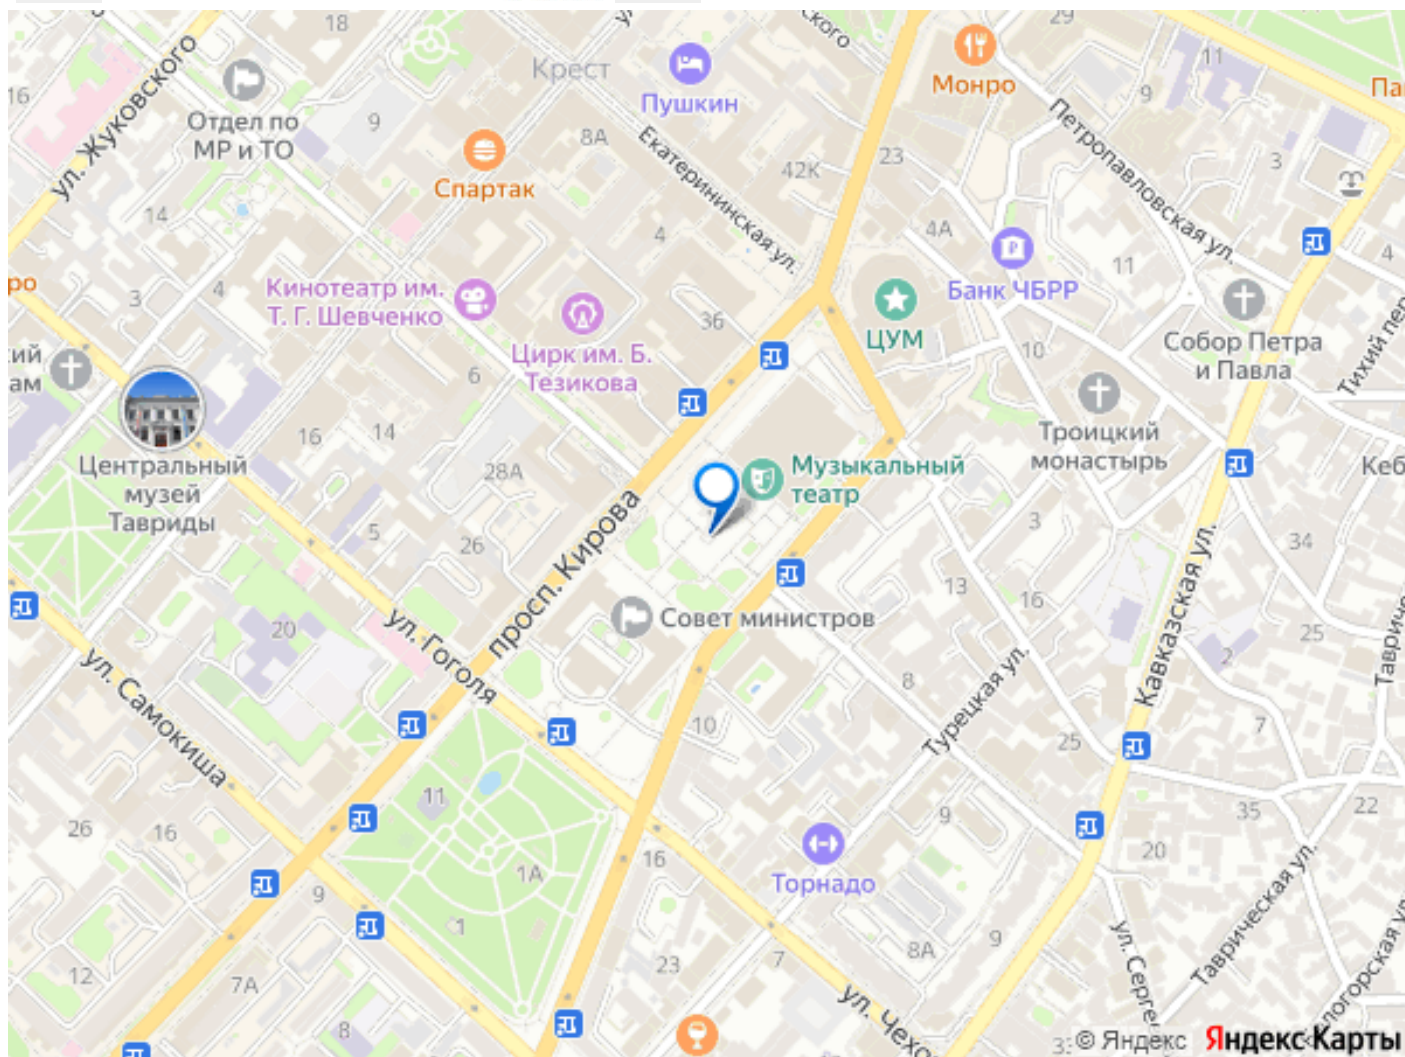 18
29
11
Крест
Монро
Пушкин
ул. Жуковского
Отдел по
МР и ТО
9
16
Спартак
8А
42К
23
9
3
Петропавловская ул.
Екатерининская ул.
14
4
4А
4
11
Банк ЧБРР
Кинотеатр им.
Т. Г. Шевченко
3
4
36
ЦУМ
10
Собор Петра
и Павла
Цирк им. Б.
Тезикова
6
16
14
28А
Троицкий
монастырь
Центральный
музей
Тавриды
Музыкальный
театр
5
26
3
34
просп. Кирова
Кавказская ул.
13
16
20
ул. Гоголя
Совет министров
25
2
8
ул. Самокиша
10
Турецкая ул.
25
7
11
9
35
22
26
16
1А
16
20
Торнадо
9
1
Таврическая ул.
12
7А
23
7
8А
9
8
© Яндекс Яндекс Карты